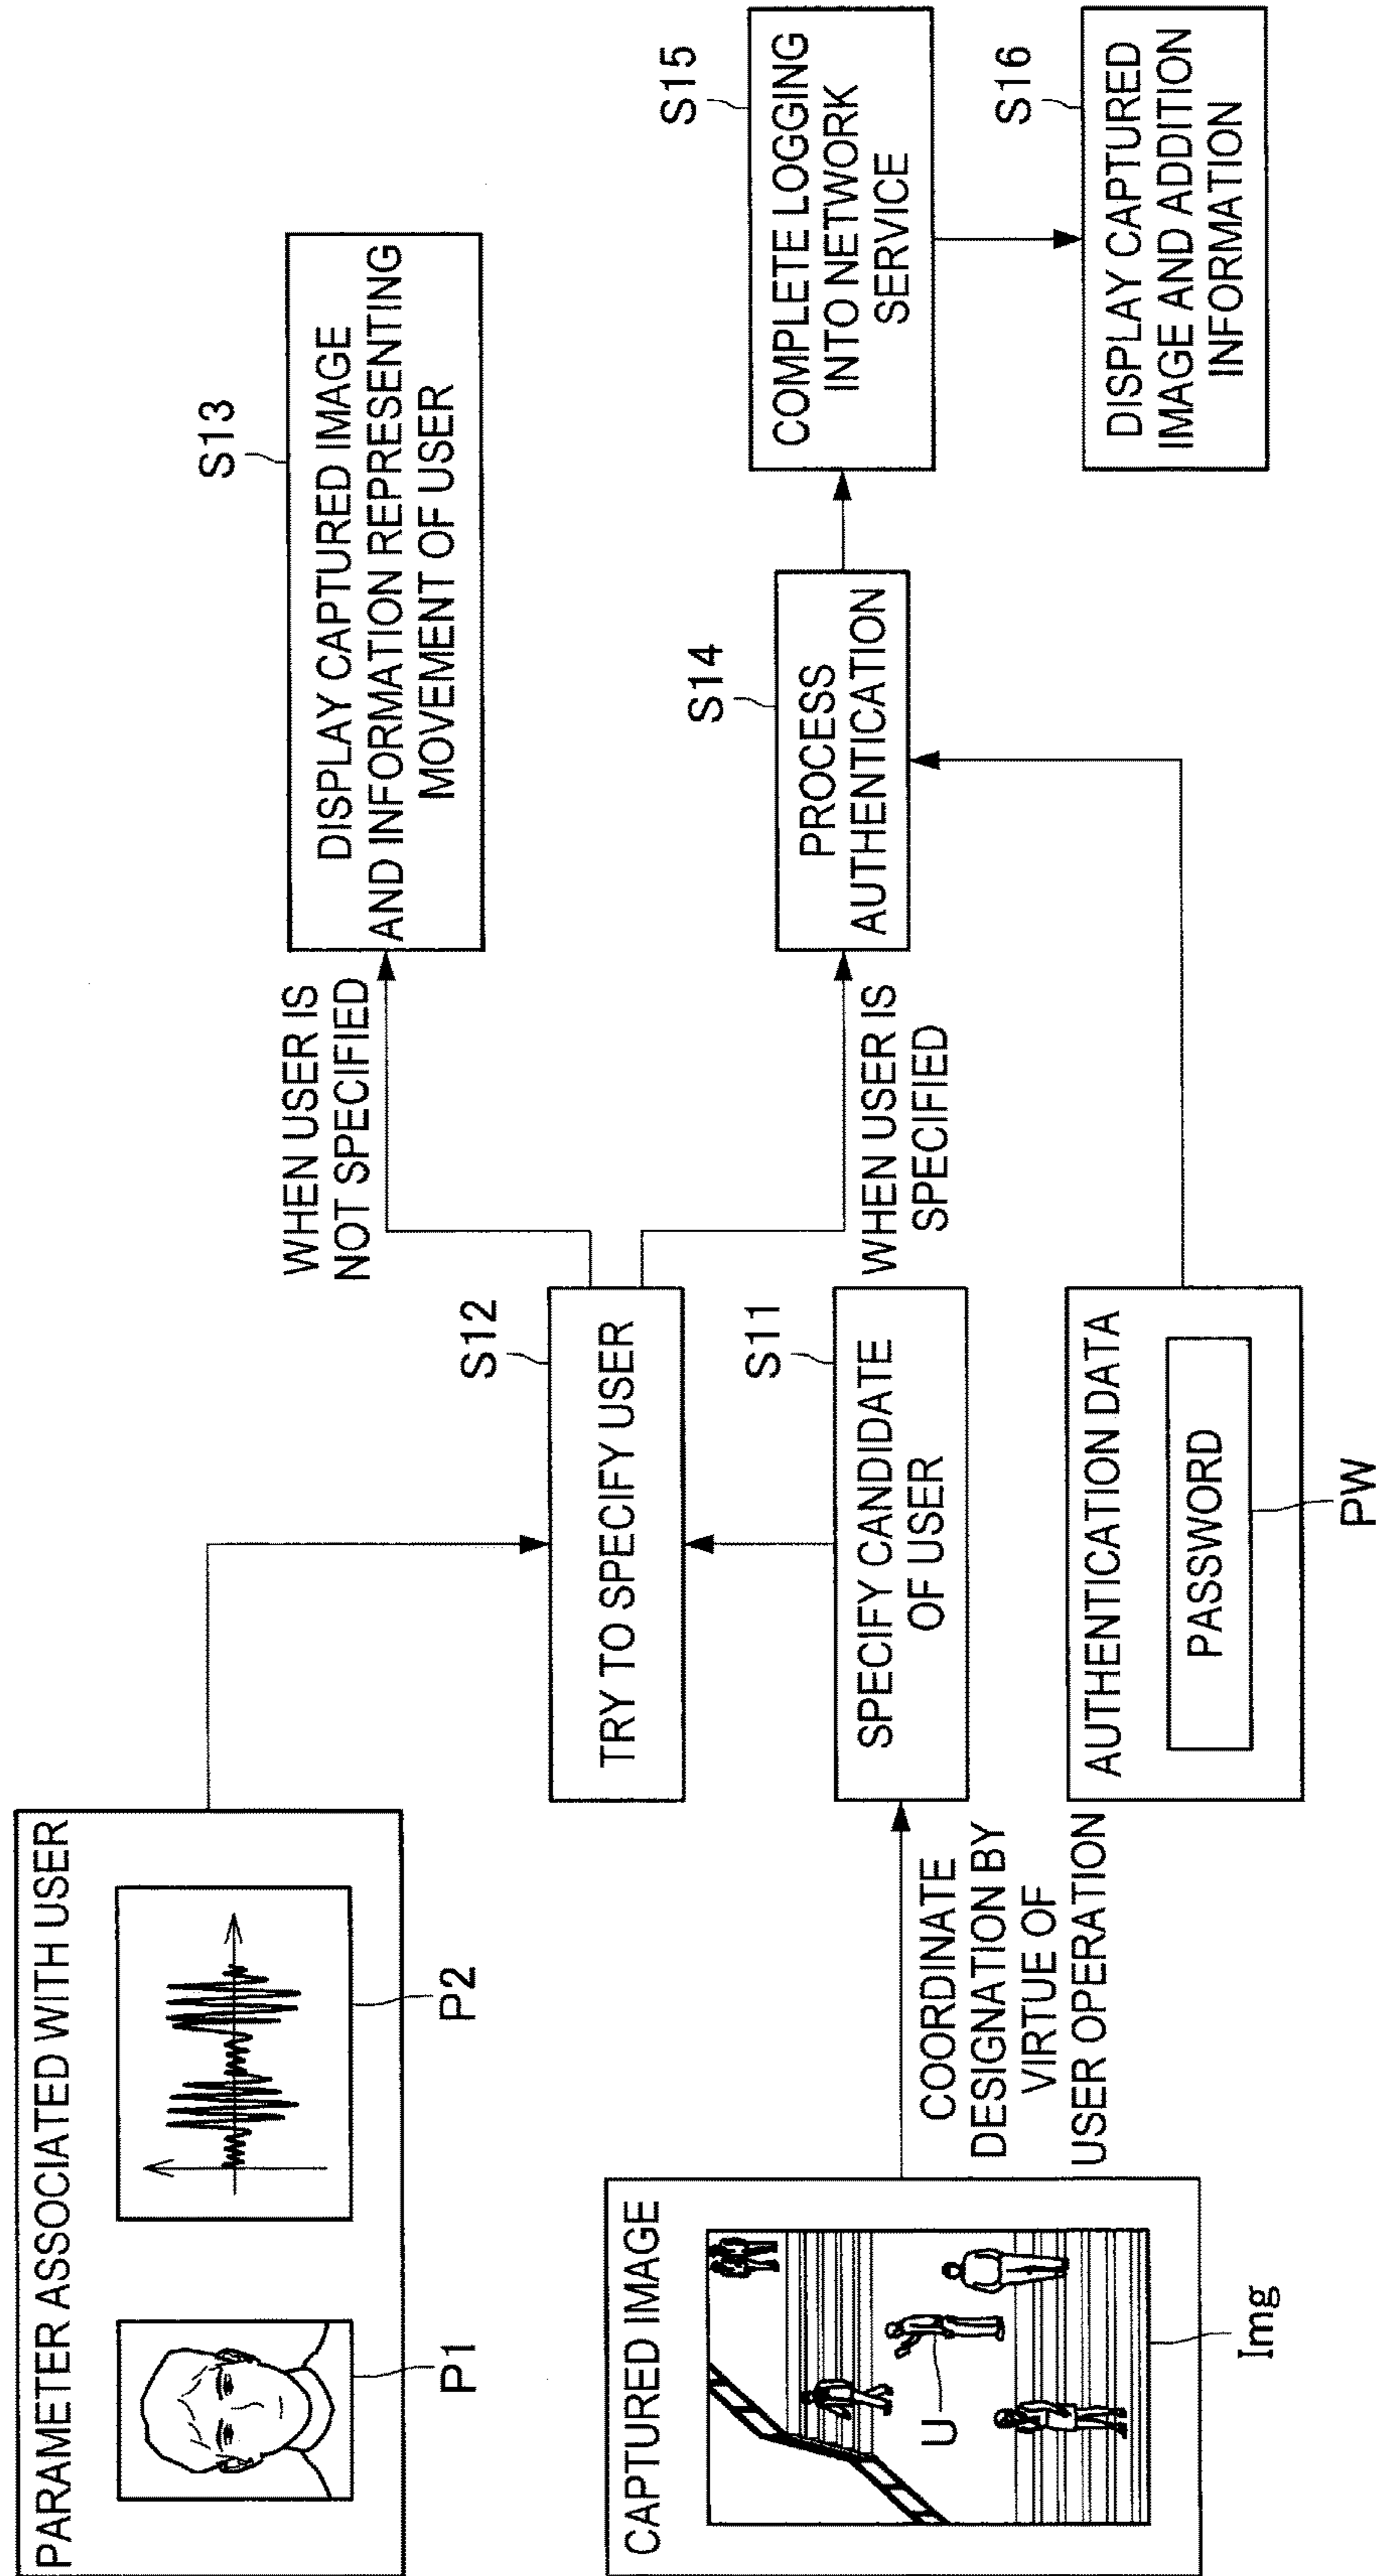 PARAMETER ASSOCIATED WITH USER
P1
P2
CAPTURED IMAGE
U
Img
COORDINATE
DESIGNATION BY
VIRTUE OF
USER OPERATION
S12
TRY TO SPECIFY USER
S11
SPECIFY CANDIDATE
OF USER
AUTHENTICATION DATA
PASSWORD
PW
WHEN USER IS
NOT SPECIFIED
WHEN USER IS
SPECIFIED
S13
DISPLAY CAPTURED IMAGE
AND INFORMATION REPRESENTING
MOVEMENT OF USER
S14
PROCESS
AUTHENTICATION
S15
COMPLETE LOGGING
INTO NETWORK
SERVICE
S16
DISPLAY CAPTURED
IMAGE AND ADDITION
INFORMATION